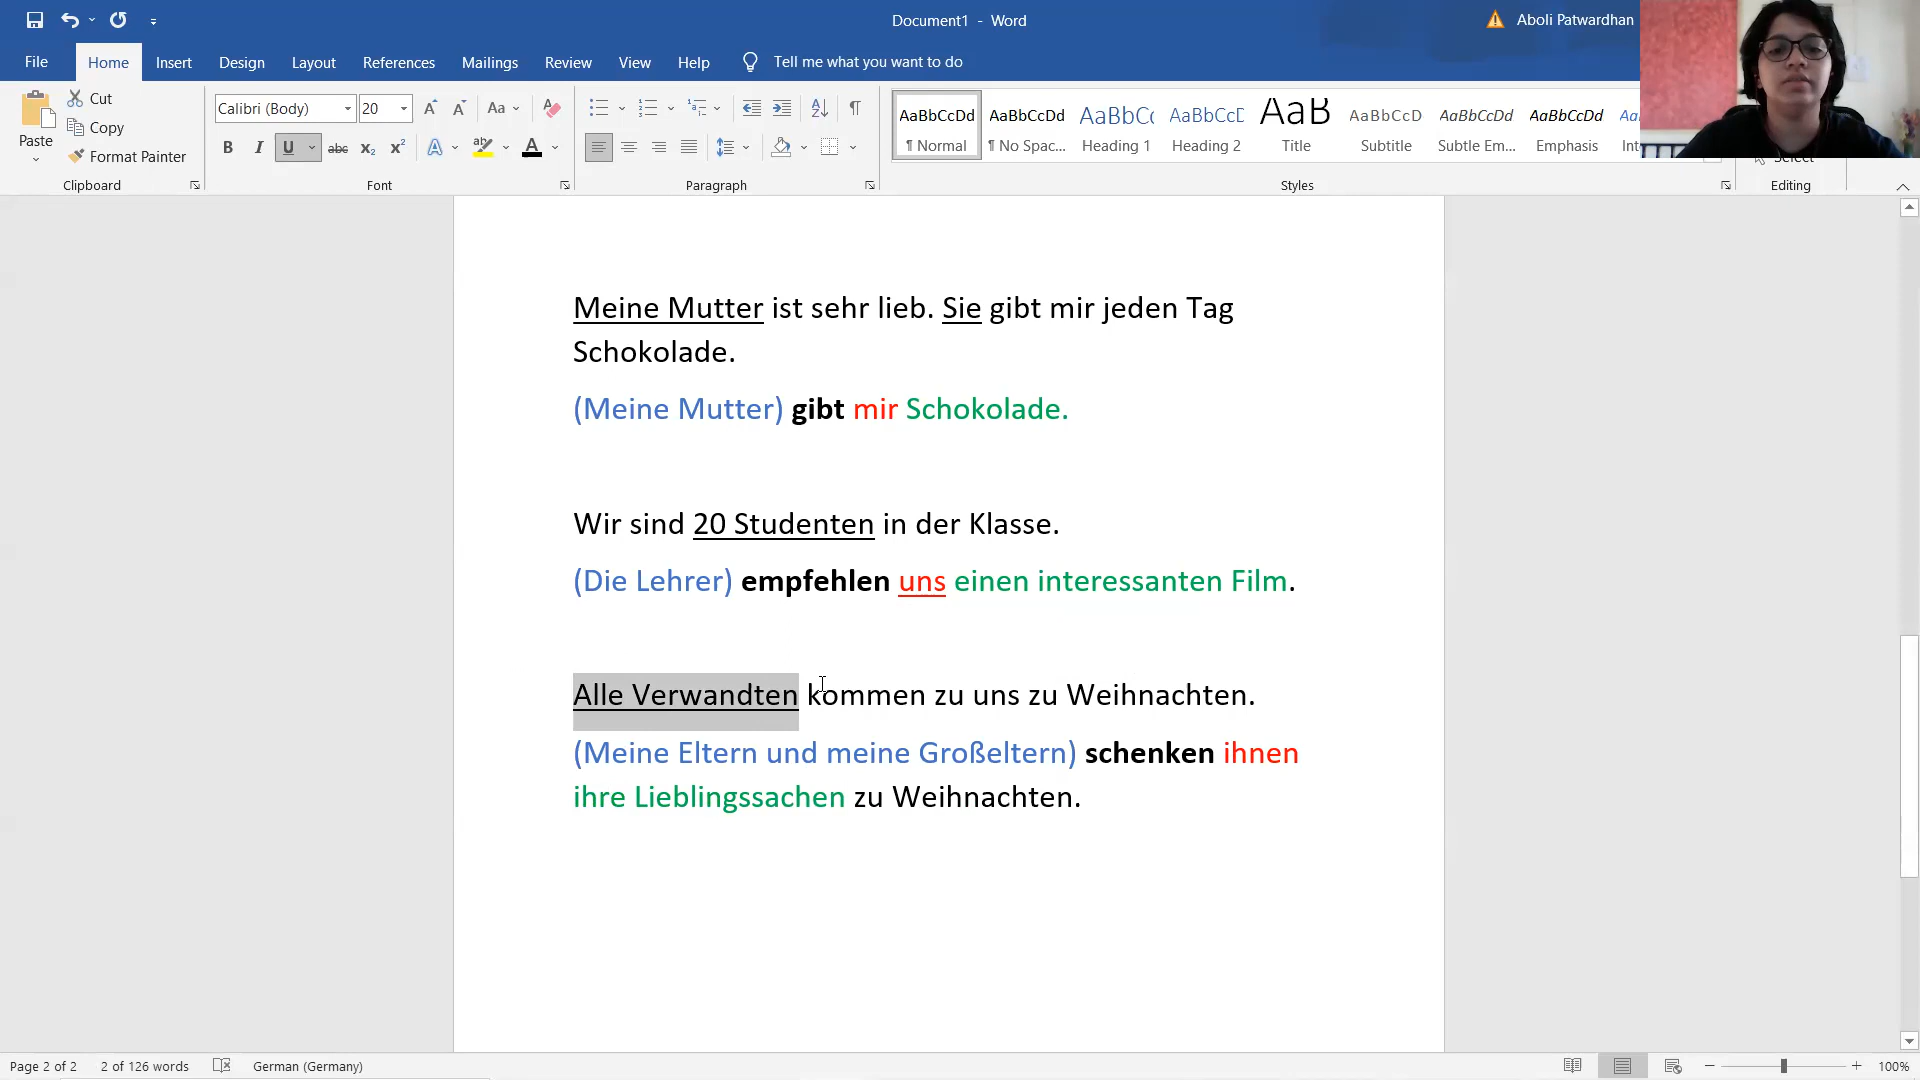 Document1 - Word
Aboli Patwardhan
File
Home
Insert
Design
Layout
References
Mailings
Review
View
Help
Tell me what you want to do
Paste
Cut
Copy
Format Painter
Clipboard
Calibri (Body)
20
Font
Paragraph
AaBbCcDd
¶ Normal
AaBbCcDd
¶ No Spac...
AaBbCc
Heading 1
AaBbCcD
Heading 2
AaB
Title
AaBbCcD
Subtitle
AaBbCcDd
Subtle Em...
AaBbCcDd
Emphasis
Styles
Select
Editing
Meine Mutter ist sehr lieb. Sie gibt mir jeden Tag
Schokolade.
(Meine Mutter) gibt mir Schokolade.
Wir sind 20 Studenten in der Klasse.
(Die Lehrer) empfehlen uns einen interessanten Film.
Alle Verwandten kommen zu uns zu Weihnachten.
(Meine Eltern und meine Großeltern) schenken ihnen
ihre Lieblingssachen zu Weihnachten.
Page 2 of 2
2 of 126 words
German (Germany)
100%